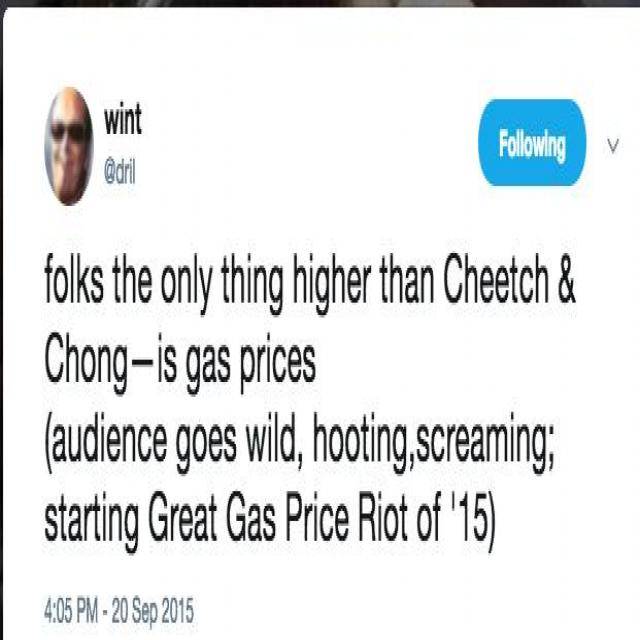 wint
@dril
Following
folks the only thing higher than Cheetch &
Chong—is gas prices
(audience goes wild, hooting,screaming;
starting Great Gas Price Riot of '15)
4:05 PM - 20 Sep 2015